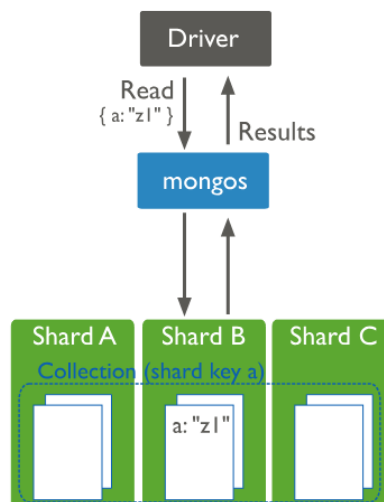 Driver
Read
{ a: "z1" }
Results
mongos
Shard A
Shard B
Shard C
Collection (shard key a)
a: "z1"